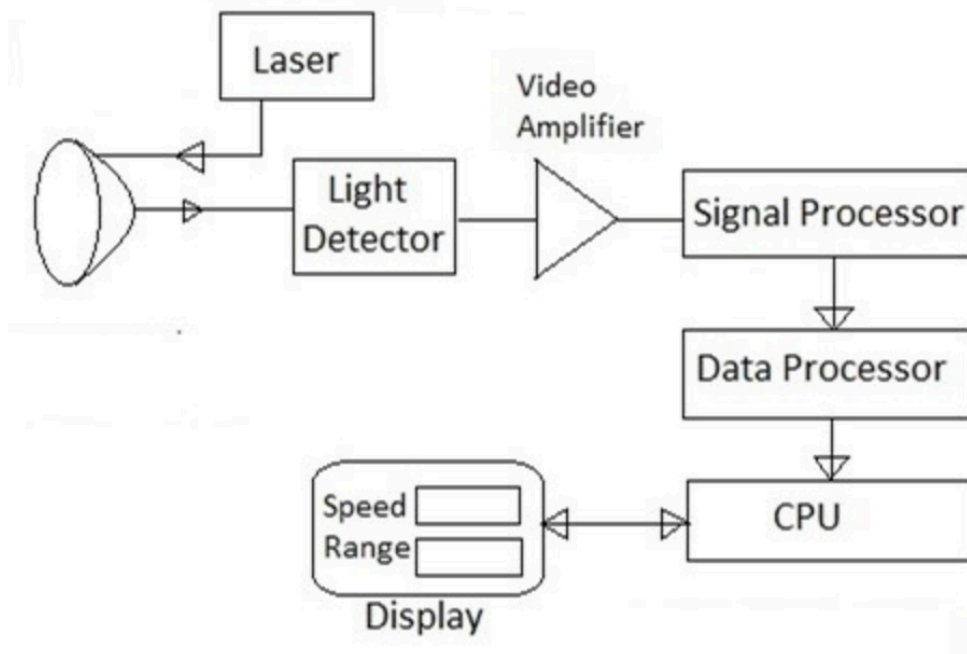 Laser
Video
Amplifier
Light
Detector
Signal Processor
Data Processor
CPU
Speed
Range
Display